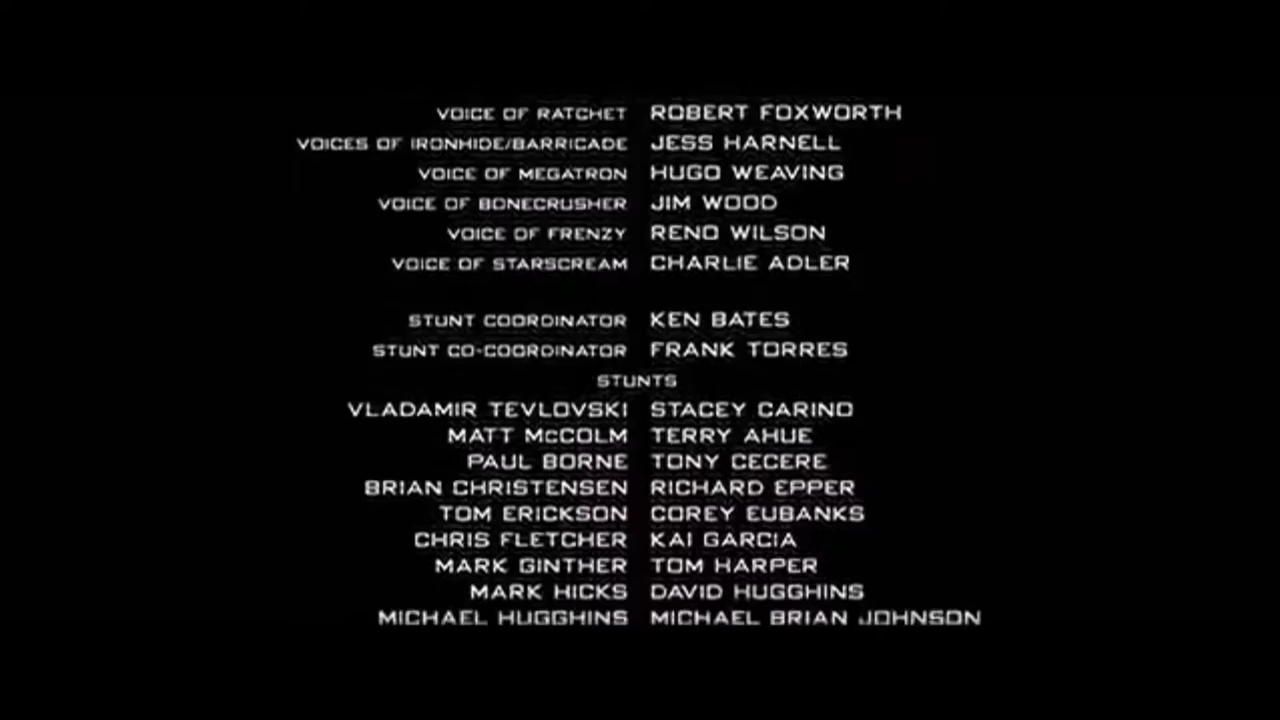 VOICE OF RATCHET ROBERT FOXWORTH
VOICES OF IRONHIDE/BARRICADE JESS HARNELL
VOICE OF MEGATRON HUGO WEAVING
VOICE OF BONECRUSHER JIM WOOD
VOICE OF FRENZY RENO WILSON
VOICE OF STARSCREAM CHARLIE ADLER
STUNT COORDINATOR KEN BATES
STUNT CO-COORDINATOR FRANK TORRES
STUNTS
VLADAMIR TEVLOVSKI STACEY CARINO
MATT McCOLM TERRY AHUE
PAUL BORNE TONY CECERE
BRIAN CHRISTENSEN RICHARD EPPER
TOM ERICKSON COREY EUBANKS
CHRIS FLETCHER KAI GARCIA
MARK GINTHER TOM HARPER
MARK HICKS DAVID HUGGHINS
MICHAEL HUGGHINS MICHAEL BRIAN JOHNSON